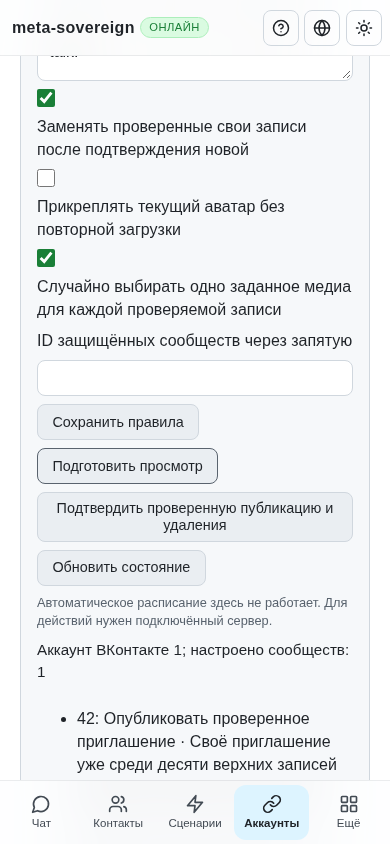 meta-sovereign ОНЛАЙН
Заменять проверенные свои записи
после подтверждения новой
Прикреплять текущий аватар без
повторной загрузки
Случайно выбирать одно заданное медиа
для каждой проверяемой записи
ID защищённых сообществ через запятую
Сохранить правила
Подготовить просмотр
Подтвердить проверенную публикацию и
удаления
Обновить состояние
Автоматическое расписание здесь не работает. Для
действий нужен подключённый сервер.
Аккаунт ВКонтакте 1; настроено сообществ:
1
• 42: Опубликовать проверенное
приглашение · Своё приглашение
уже среди десяти верхних записей
Чат Контакты Сценарии Аккаунты Ещё